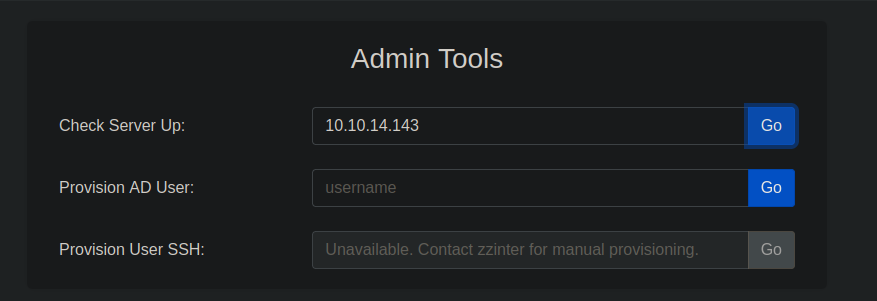 Admin Tools
Check Server Up:
10.10.14.143
Go
Provision AD User:
username
Go
Provision User SSH:
Unavailable. Contact zzinter for manual provisioning.
Go